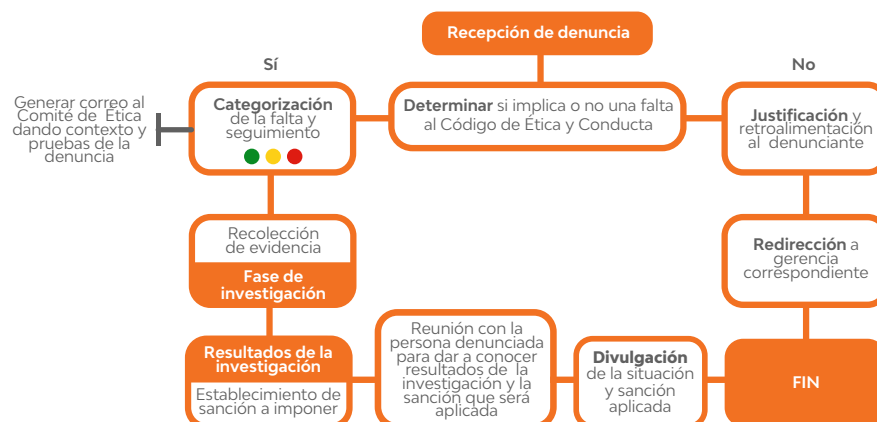 Recepción de denuncia
Sí
No
Generar correo al
Comité de Ética
dando contexto y
pruebas de la
denuncia
Categorización
de la falta y
seguimiento
Determinar si implica o no una falta
al Código de Ética y Conducta
Justificación y
retroalimentación
al denunciante
Recolección
de evidencia
Fase de
investigación
Redirección a
gerencia
correspondiente
Resultados de la
investigación
Establecimiento de
sanción a imponer
Reunión con la
persona denunciada
para dar a conocer
resultados de la
investigación y la
sanción que será
aplicada
Divulgación
de la situación
y sanción
aplicada
FIN